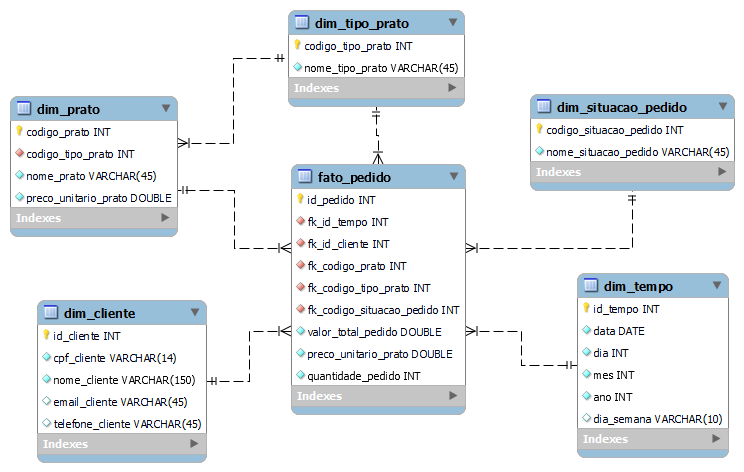 dim_tipo_prato
codigo_tipo_prato INT
nome_tipo_prato VARCHAR(45)
Indexes
dim_prato
codigo_prato INT
codigo_tipo_prato INT
nome_prato VARCHAR(45)
preco_unitario_prato DOUBLE
Indexes
dim_situacao_pedido
codigo_situacao_pedido INT
nome_situacao_pedido VARCHAR(45)
Indexes
fato_pedido
id_pedido INT
fk_id_tempo INT
fk_id_cliente INT
fk_codigo_prato INT
fk_codigo_tipo_prato INT
fk_codigo_situacao_pedido INT
valor_total_pedido DOUBLE
preco_unitario_prato DOUBLE
quantidade_pedido INT
Indexes
dim_cliente
id_cliente INT
cpf_cliente VARCHAR(14)
nome_cliente VARCHAR(150)
email_cliente VARCHAR(45)
telefone_cliente VARCHAR(45)
Indexes
dim_tempo
id_tempo INT
data DATE
dia INT
mes INT
ano INT
dia_semana VARCHAR(10)
Indexes